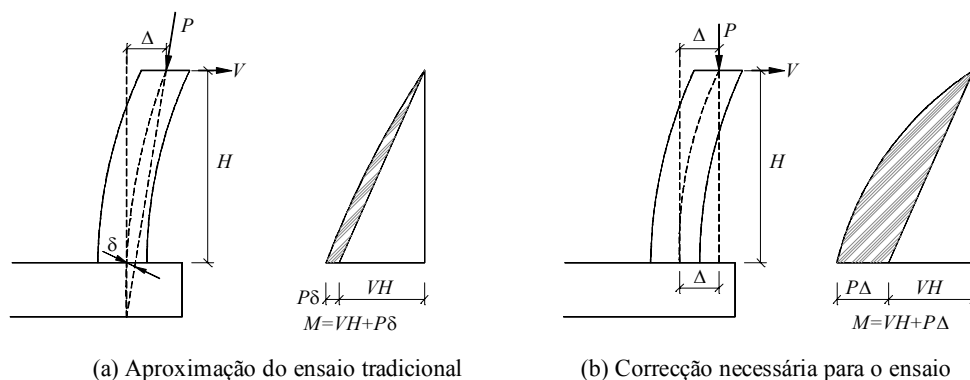 Δ
P
V
H
δ
Pδ
VH
M=VH+Pδ
(a) Aproximação do ensaio tradicional
Δ
P
V
H
Δ
PΔ
VH
M=VH+PΔ
(b) Correcção necessária para o ensaio